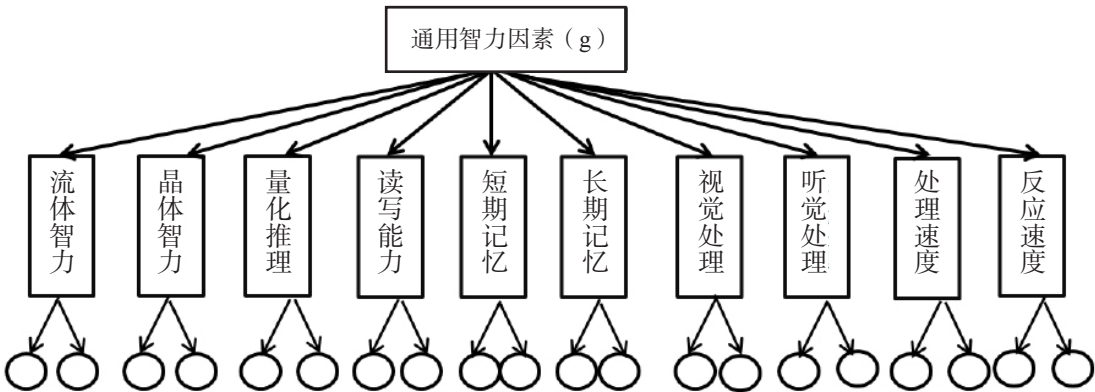 通用智力因素（g）
流体智力
晶体智力
量化推理
读写能力
短期记忆
长期记忆
视觉处理
听觉处理
处理速度
反应速度